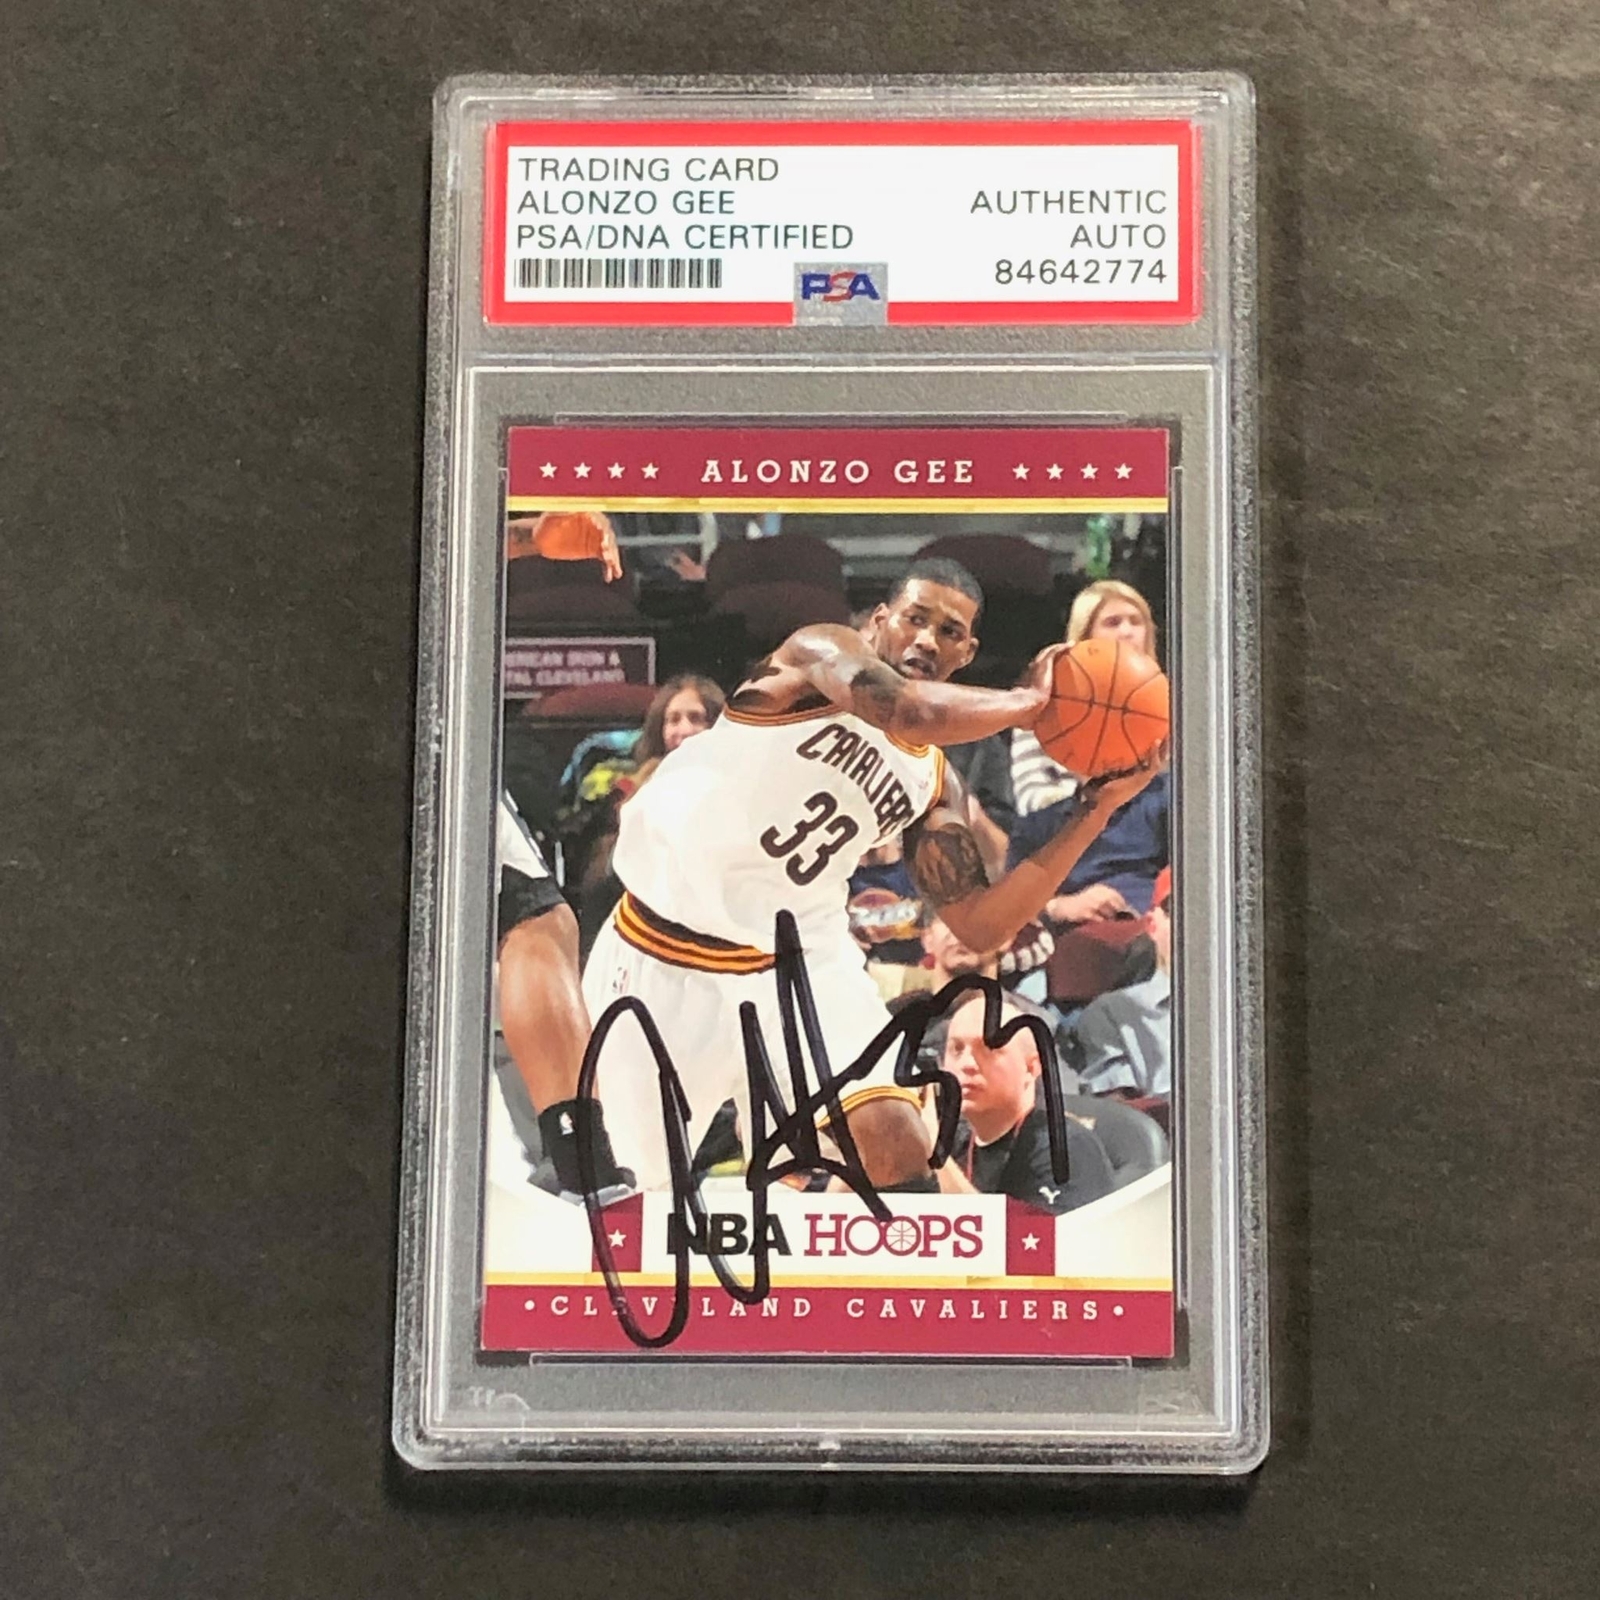 TRADING CARD
ALONZO GEE
PSA/DNA CERTIFIED
AUTHENTIC
AUTO
84642774
PSA
★ ★ ★ ★ ALONZO GEE ★ ★ ★ ★
CAVALIERS
33
NBA HOOPS
• CLEVELAND CAVALIERS •